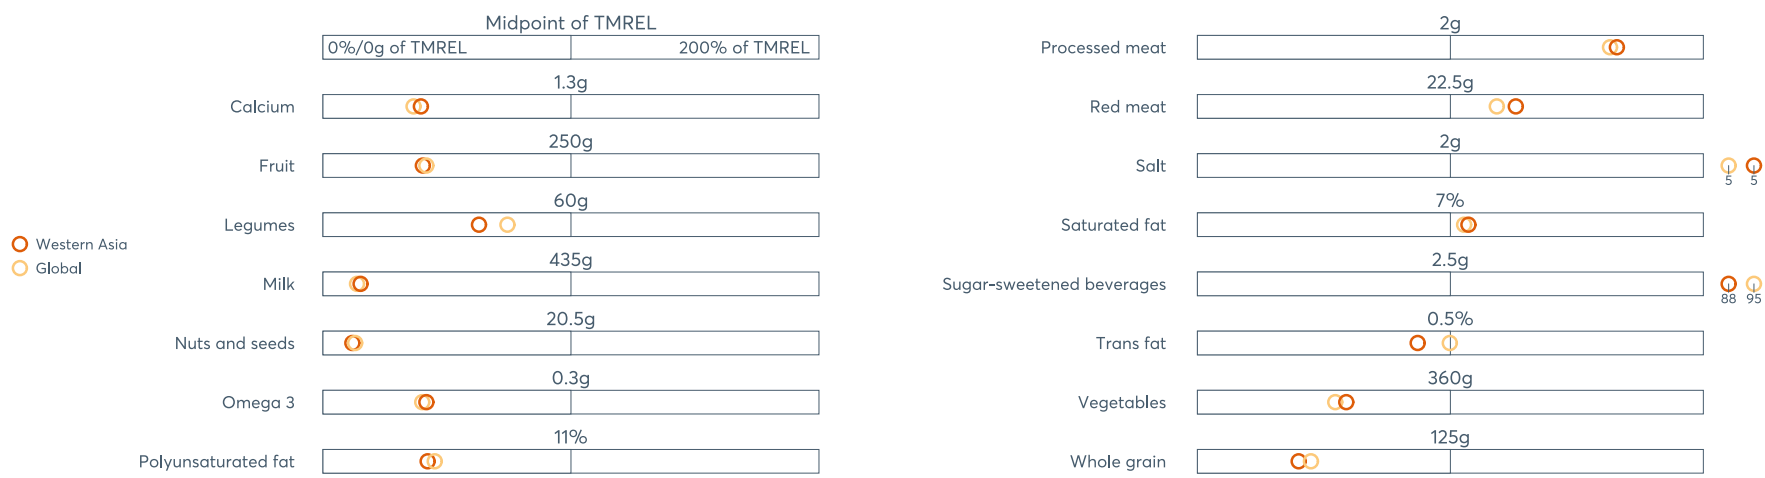 Midpoint of TMREL
0%/0g of TMREL 200% of TMREL
Calcium 1.3g
Fruit 250g
Legumes 60g
Milk 435g
Nuts and seeds 20.5g
Omega 3 0.3g
Polyunsaturated fat 11%
Western Asia
Global
Processed meat 2g
Red meat 22.5g
Salt 2g
5 5
Saturated fat 7%
Sugar-sweetened beverages 2.5g
88 95
Trans fat 0.5%
Vegetables 360g
Whole grain 125g